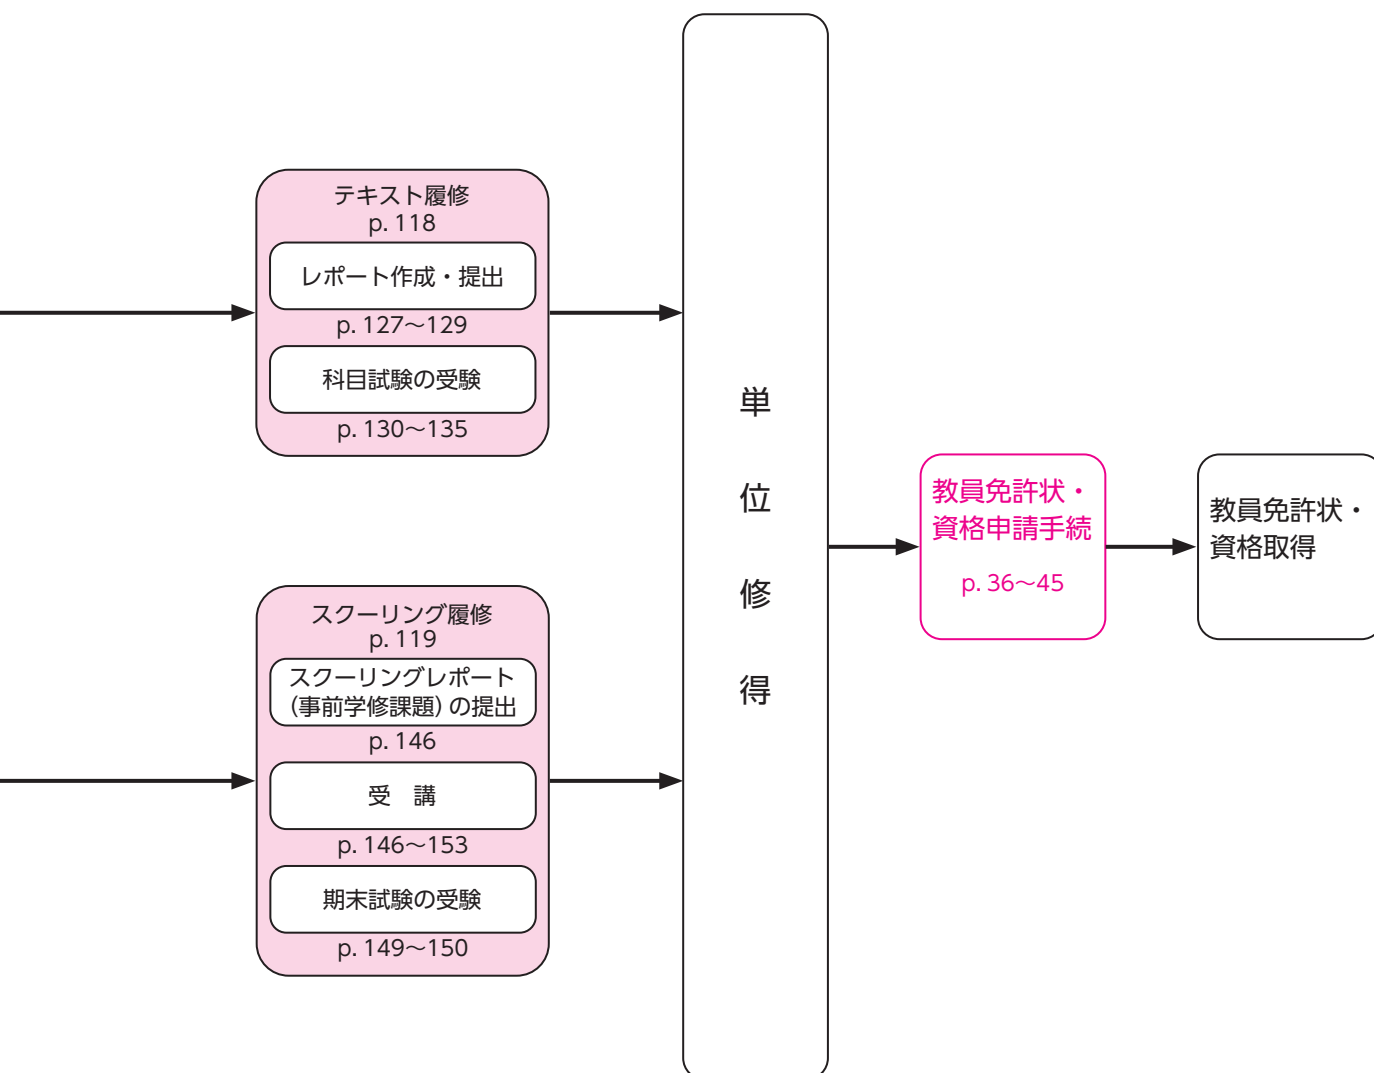 テキスト履修
p. 118
レポート作成・提出
p. 127～129
科目試験の受験
p. 130～135
スクーリング履修
p. 119
スクーリングレポート
(事前学修課題)の提出
p. 146
受　講
p. 146～153
期末試験の受験
p. 149～150
単位修得
教員免許状・
資格申請手続
p. 36～45
教員免許状・
資格取得